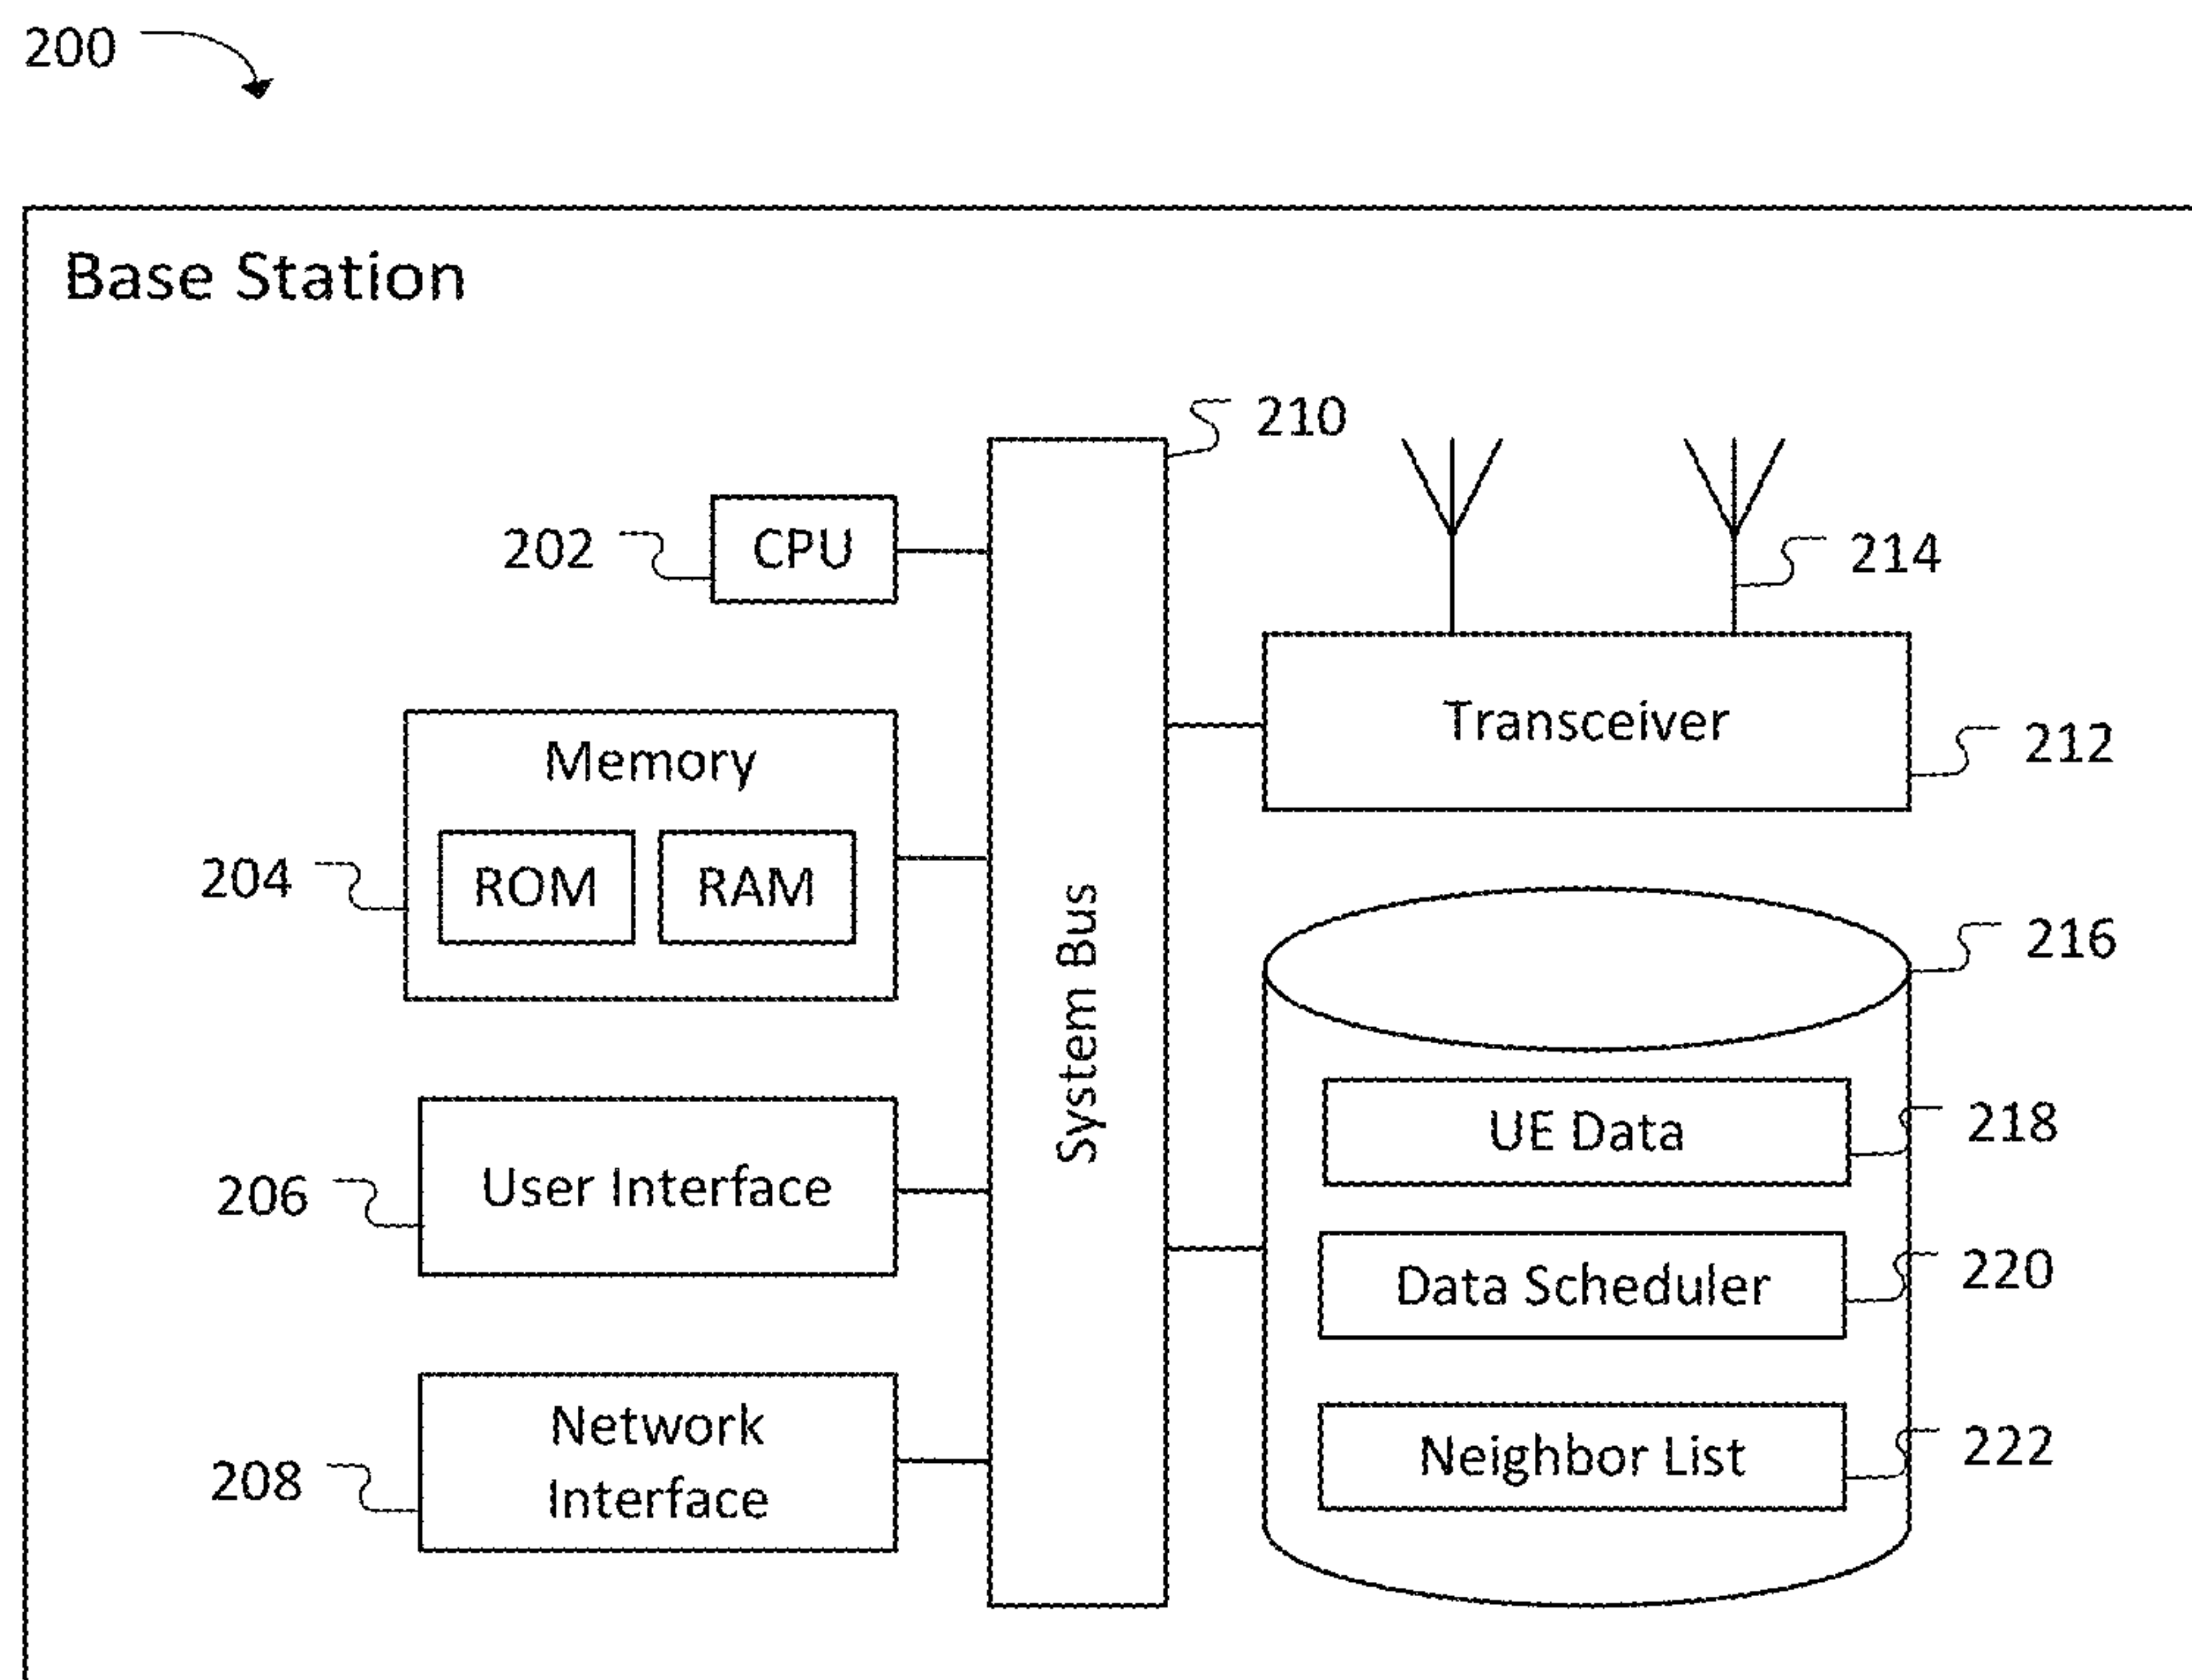 200
Base Station
210
202
CPU
214
Transceiver
212
Memory
204
ROM
RAM
System Bus
216
UE Data
218
206
User Interface
Data Scheduler
220
Network
Interface
208
Neighbor List
222